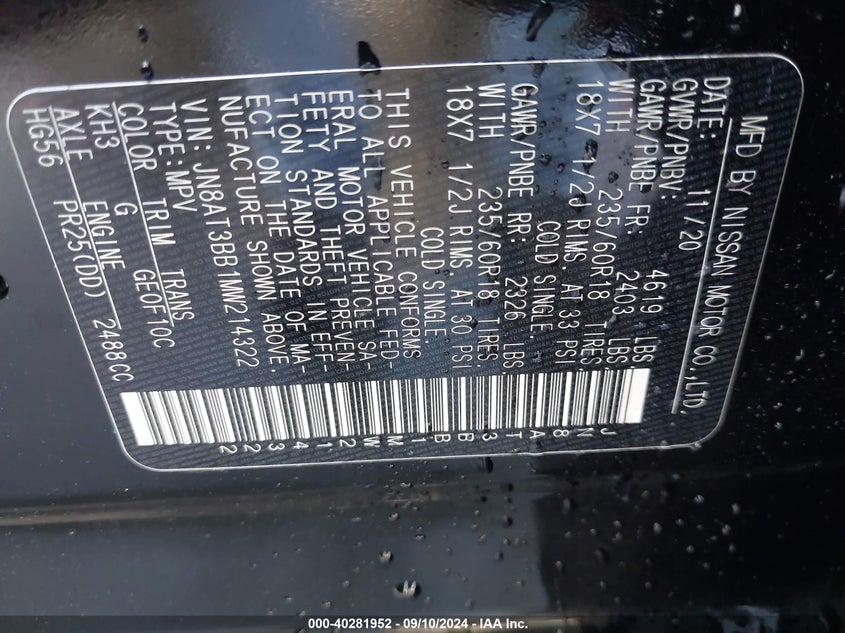 MFD BY NISSAN MOTOR CO., LTD.
DATE: 11/20
GVWR/PNBV: 4619 LBS
GAWR/PNBE FR: 2403 LBS.
WITH 235/60R18 TIRES
18X7 1/2J RIMS. AT 33 PSI
COLD SINGLE.
GAWR/PNBE RR: 2326 LBS
WITH 235/60R18 TIRES.
18X7 1/2J RIMS. AT 30 PSI
COLD SINGLE.
THIS VEHICLE CONFORMS
TO ALL APPLICABLE FED-
ERAL MOTOR VEHICLE SA-
FETY AND THEFT PREVEN-
TION STANDARDS IN EFF-
ECT ON THE DATE OF MA-
NUFACTURE SHOWN ABOVE.
VIN: JN8AT3BB1MW214322
TYPE: MPV
COLOR TRIM TRANS
KH3 G GE0F10C
AXLE ENGINE
HG56 PR25(DD) 2488CC
JN8AT3BB1MW214322
000-40281952 - 09/10/2024 - IAA Inc.